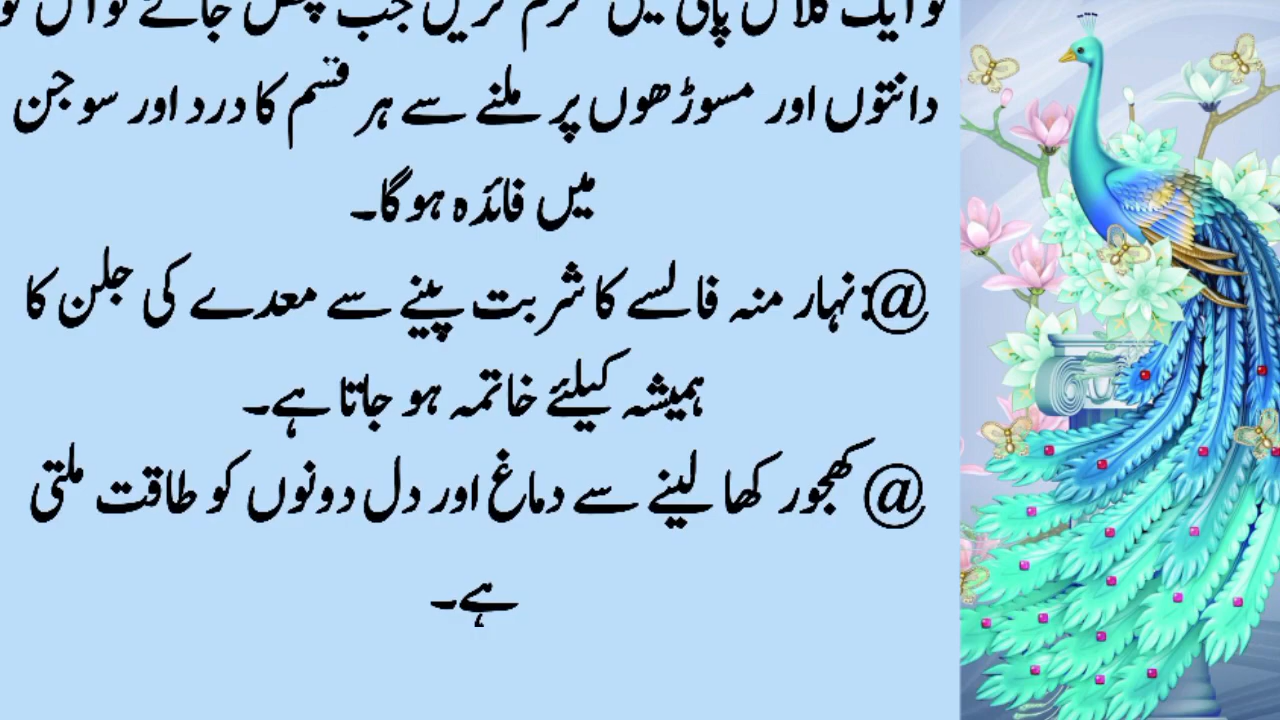 تو ایک گلاس پانی میں گرم کریں جب پھٹل جائے تو اس کو
دانتوں اور مسوڑھوں پر ملنے سے ہر قسم کا درد اور سوجن
میں فائدہ ہوگا۔
@:نہار منہ فالسے کا شربت پینے سے معدے کی جلن کا
ہمیشہ کیلئے خاتمہ ہو جاتا ہے۔
@ کھجور کھا لینے سے دماغ اور دل دونوں کو طاقت ملتی
ہے۔